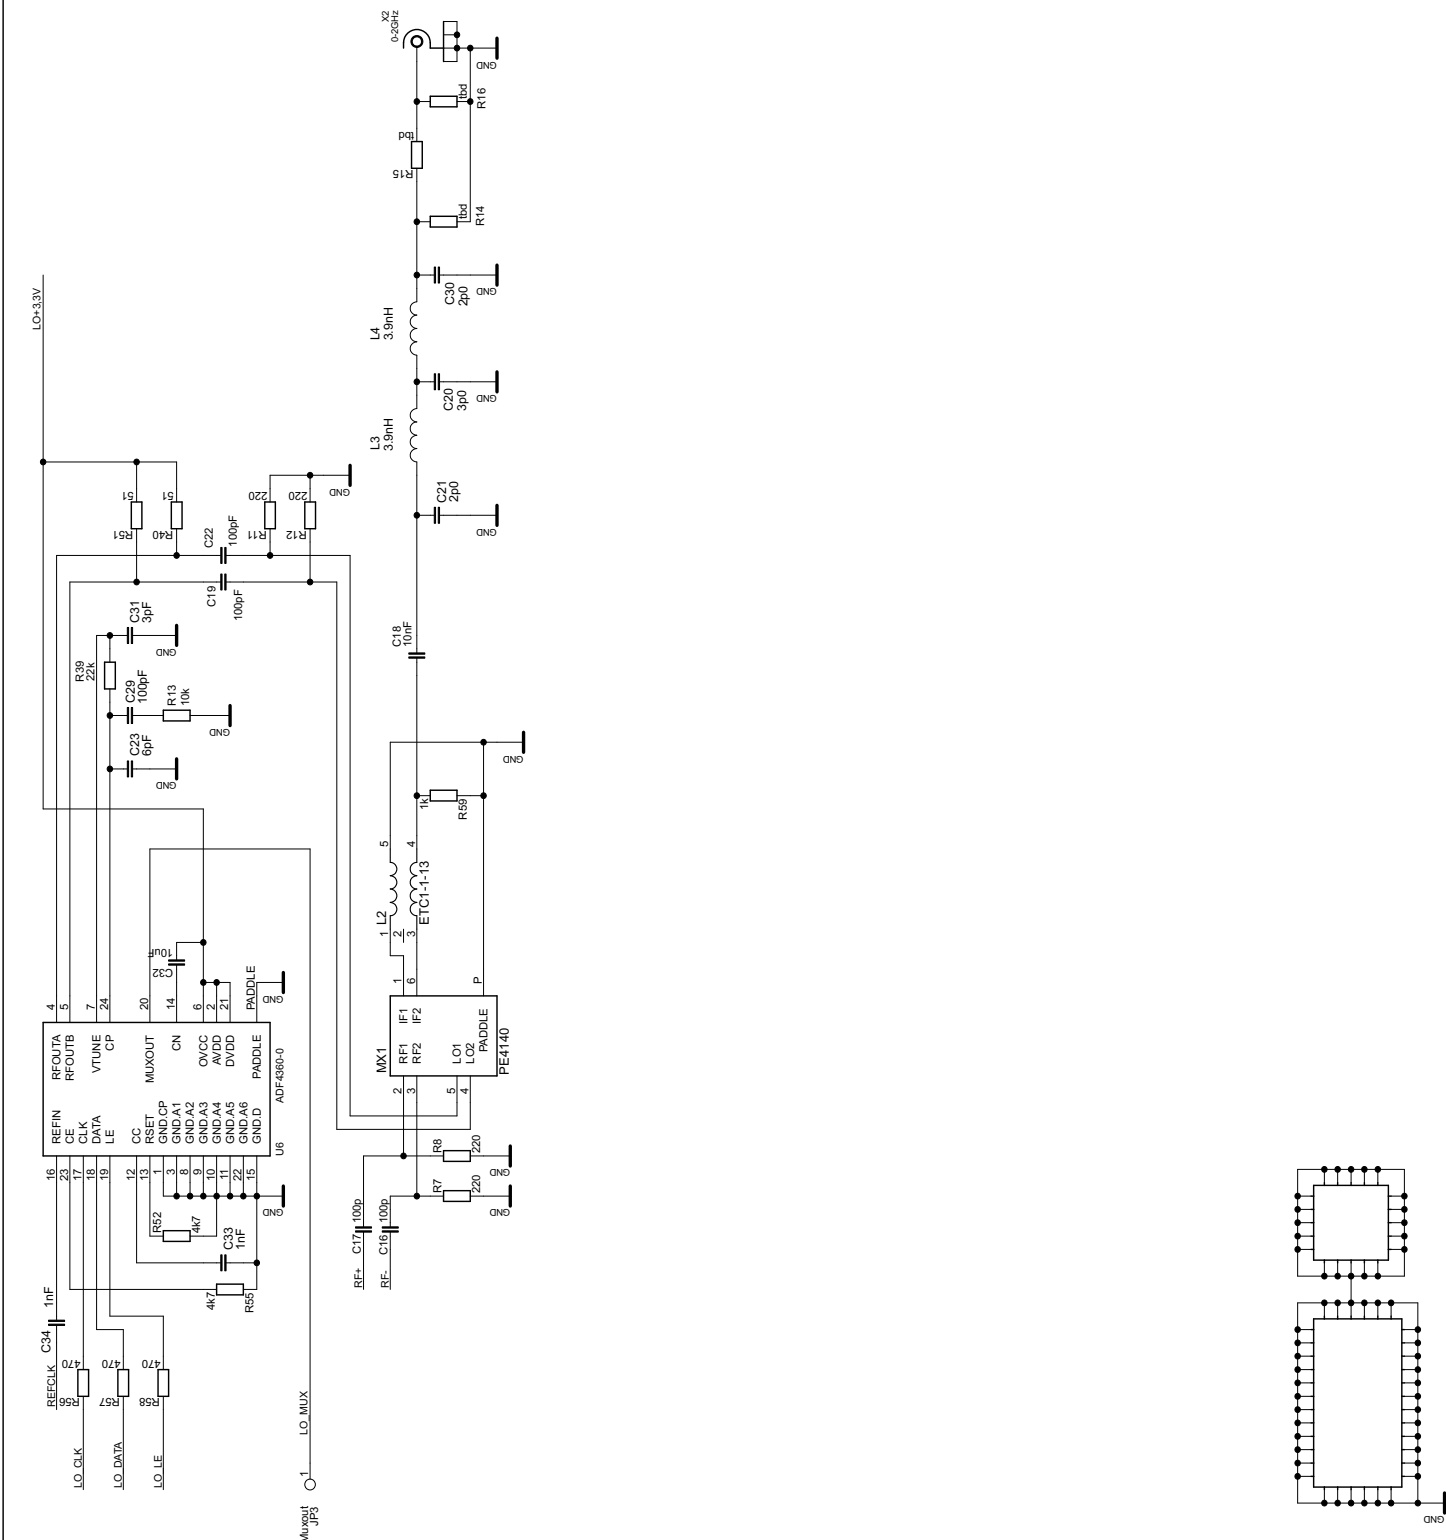 X2
0-2GHz
GND
tbd
R16
tbd
R15
tbd
R14
LO+3,3V
C30
2p0
GND
L4
3.9nH
C20
3p0
GND
L3
3.9nH
51
R51
51
R40
220
R11
220
R12
GND
C21
2p0
GND
C22
100pF
C19
100pF
C31
3pF
GND
R39
22k
C29
100pF
R13
10k
GND
C23
6pF
GND
C18
10nF
GND
1k
R59
5
4
L2
ETC1-1-13
1
2
3
10uF
C32
4
5
7
24
20
14
6
2
21
PADDLE
GND
RFOUTA
RFOUTB
VTUNE
CP
MUXOUT
CN
OVCC
AVDD
DVDD
PADDLE
ADF4360-0
REFIN
CE
CLK
DATA
LE
CC
RSET
GND.CP
GND.A1
GND.A2
GND.A3
GND.A4
GND.A5
GND.A6
GND.D
U6
16
23
17
18
19
12
13
1
3
8
9
10
11
22
15
GND
1
6
P
MX1
IF1
IF2
RF1
RF2
LO1
LO2
PADDLE
PE4140
2
3
5
4
R8
220
GND
R7
220
GND
C17
100p
C16
100p
RF+
RF-
R52
4k7
C33
1nF
4k7
R55
C34
1nF
REFCLK
470
R56
470
R57
470
R58
LO_CLK
LO_DATA
LO_LE
LO_MUX
1
Muxout
JP3
GND